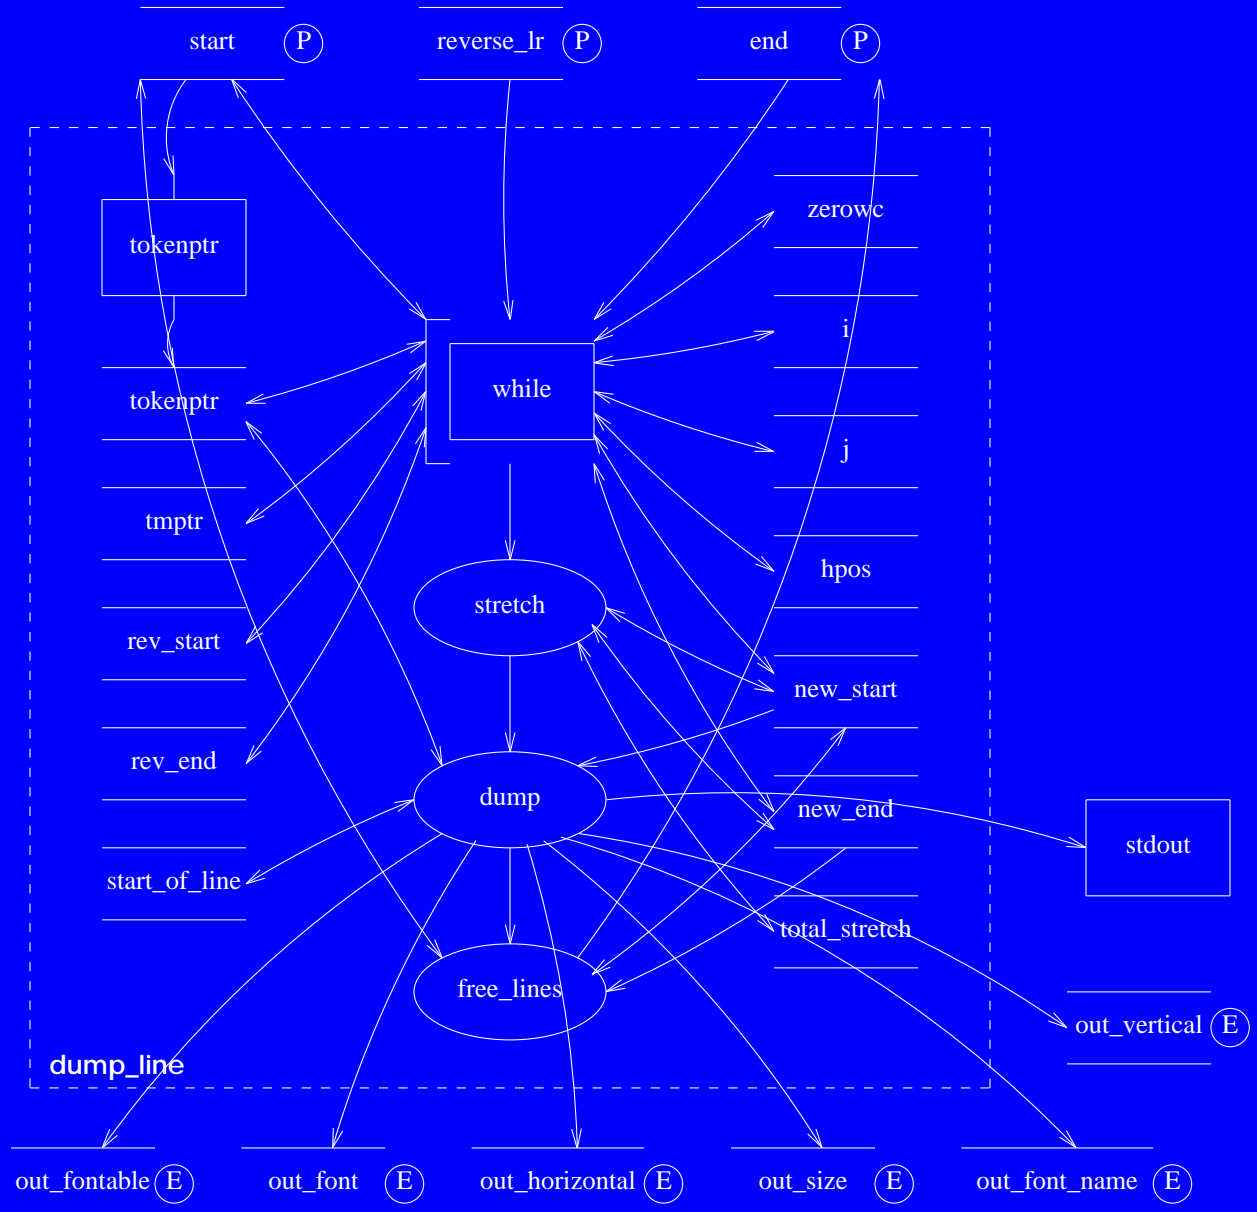 start P reverse_lr P end P
zerowc
tokenptr
i
while
tokenptr
j
tmptr
hpos
stretch
rev_start
new_start
rev_end
dump
new_end
stdout
start_of_line
total_stretch
free_lines
out_vertical E
dump_line
out_fontable E out_font E out_horizontal E out_size E out_font_name E